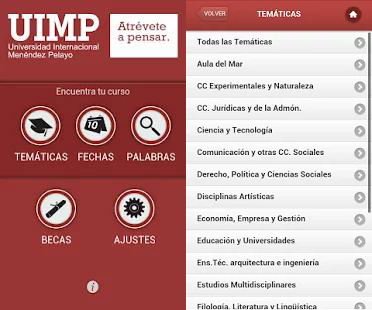 UIMP
Universidad Internacional
Menéndez Pelayo
Atrévete
a pensar.
Encuentra tu curso
10
TEMÁTICAS
FECHAS
PALABRAS
BECAS
AJUSTES
i
VOLVER
TEMÁTICAS
Todas las Temáticas
Aula del Mar
CC Experimentales y Naturaleza
CC. Jurídicas y de la Admón.
Ciencia y Tecnología
Comunicación y otras CC. Sociales
Derecho, Política y Ciencias Sociales
Disciplinas Artísticas
Economía, Empresa y Gestión
Educación y Universidades
Ens.Téc. arquitectura e ingeniería
Estudios Multidisciplinares
Filología, Literatura y Lingüística